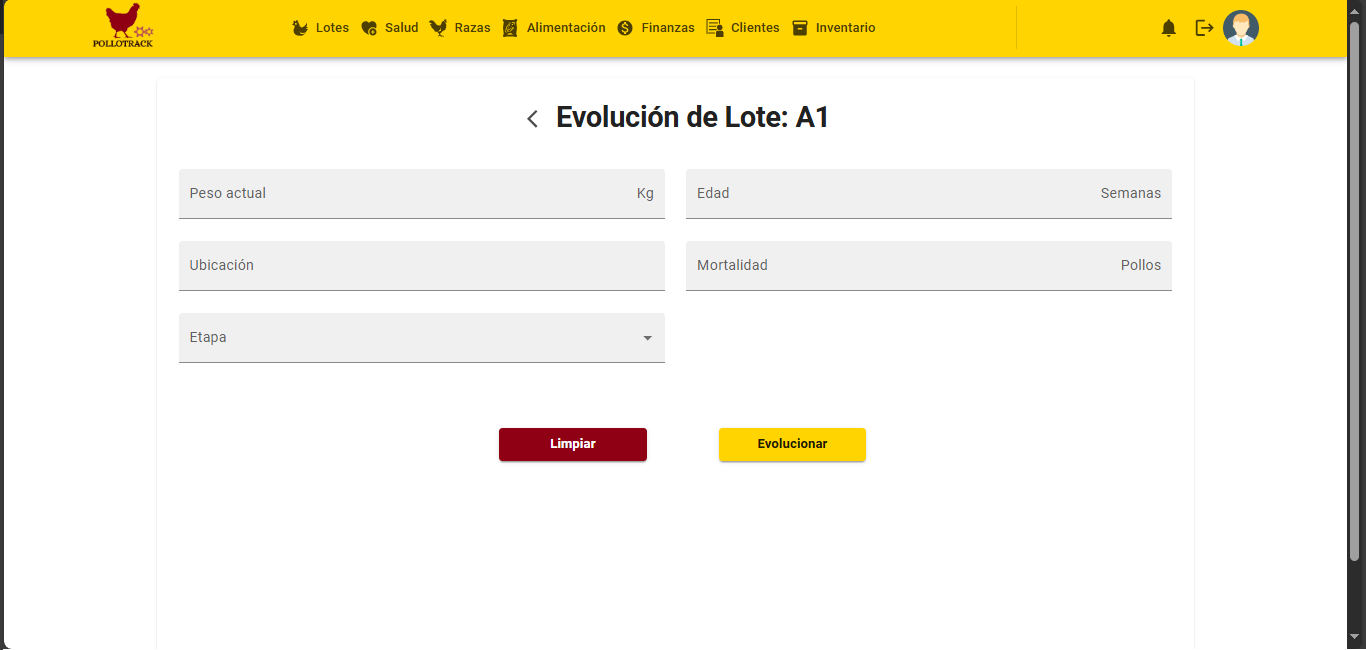 POLLOTRACK
Lotes Salud Razas Alimentación Finanzas Clientes Inventario
Evolución de Lote: A1
Peso actual Kg
Edad Semanas
Ubicación
Mortalidad Pollos
Etapa
Limpiar
Evolucionar